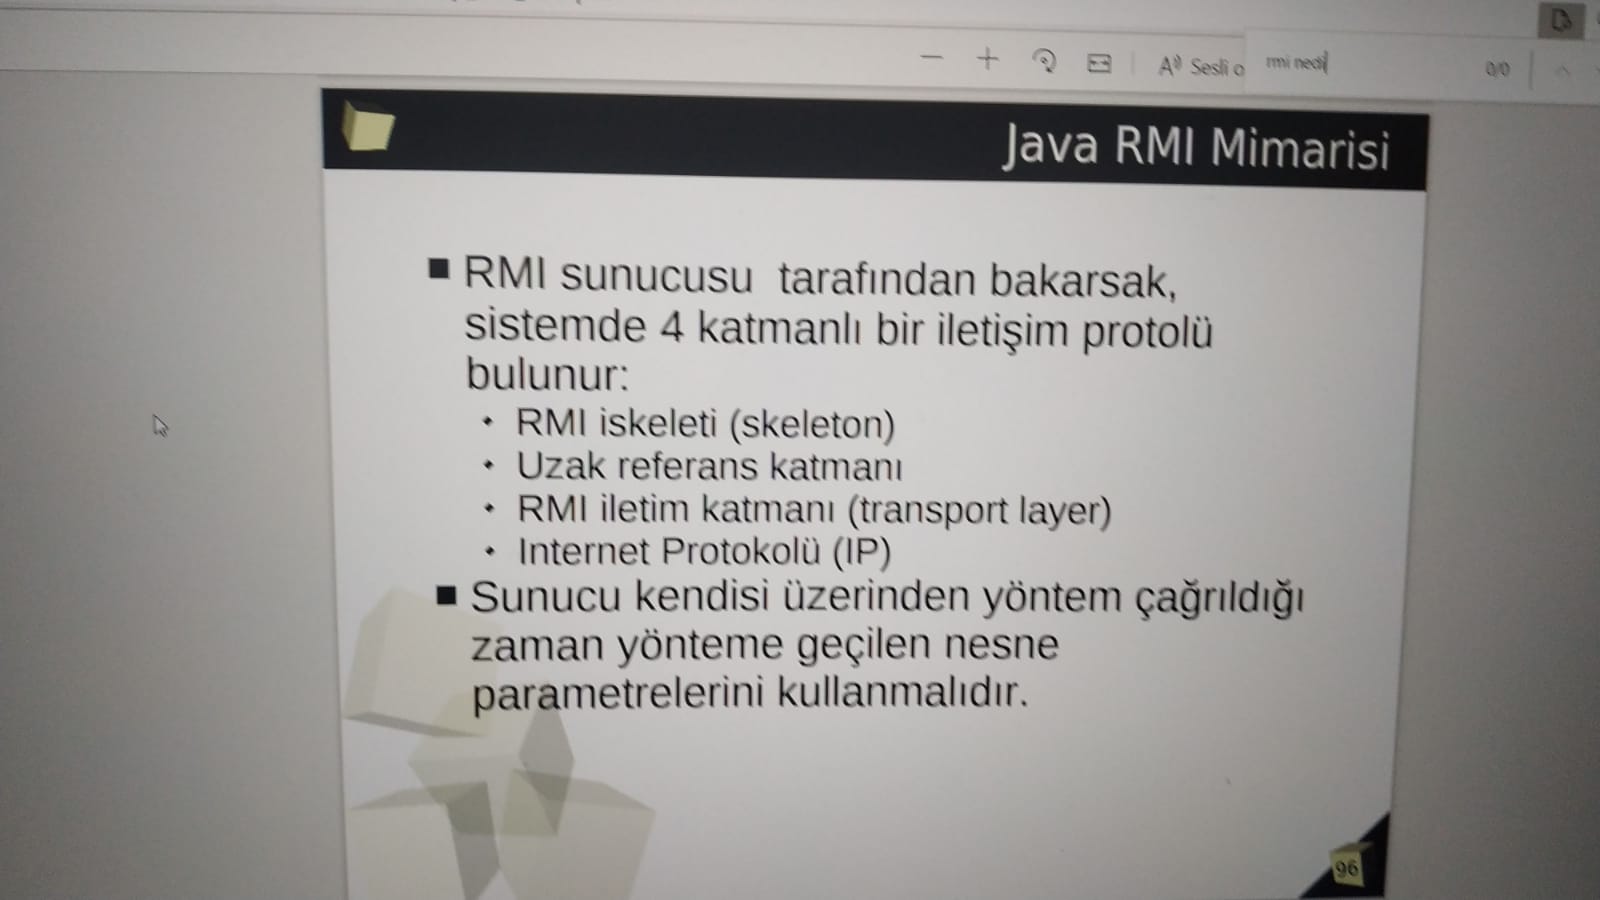 Sesli o
rmi nedi
0/0
Java RMI Mimarisi
RMI sunucusu tarafından bakarsak,
sistemde 4 katmanlı bir iletişim protolü
bulunur:
RMI iskeleti (skeleton)
Uzak referans katmanı
RMI iletim katmanı (transport layer)
Internet Protokolü (IP)
Sunucu kendisi üzerinden yöntem çağrıldığı
zaman yönteme geçilen nesne
parametrelerini kullanmalıdır.
96